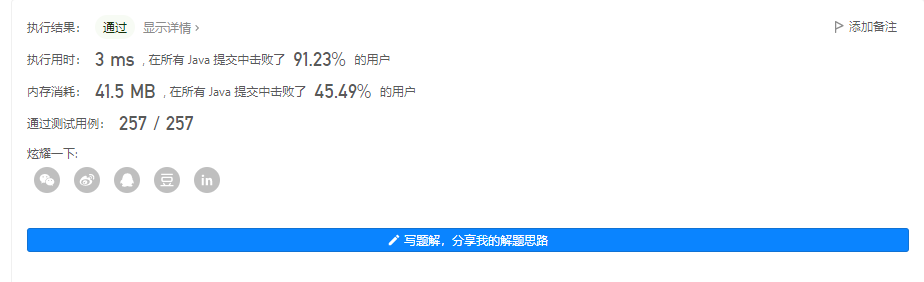 执行结果： 通过 显示详情 › 添加备注
执行用时： 3 ms , 在所有 Java 提交中击败了 91.23% 的用户
内存消耗： 41.5 MB , 在所有 Java 提交中击败了 45.49% 的用户
通过测试用例： 257 / 257
炫耀一下:
豆 in
写题解，分享我的解题思路